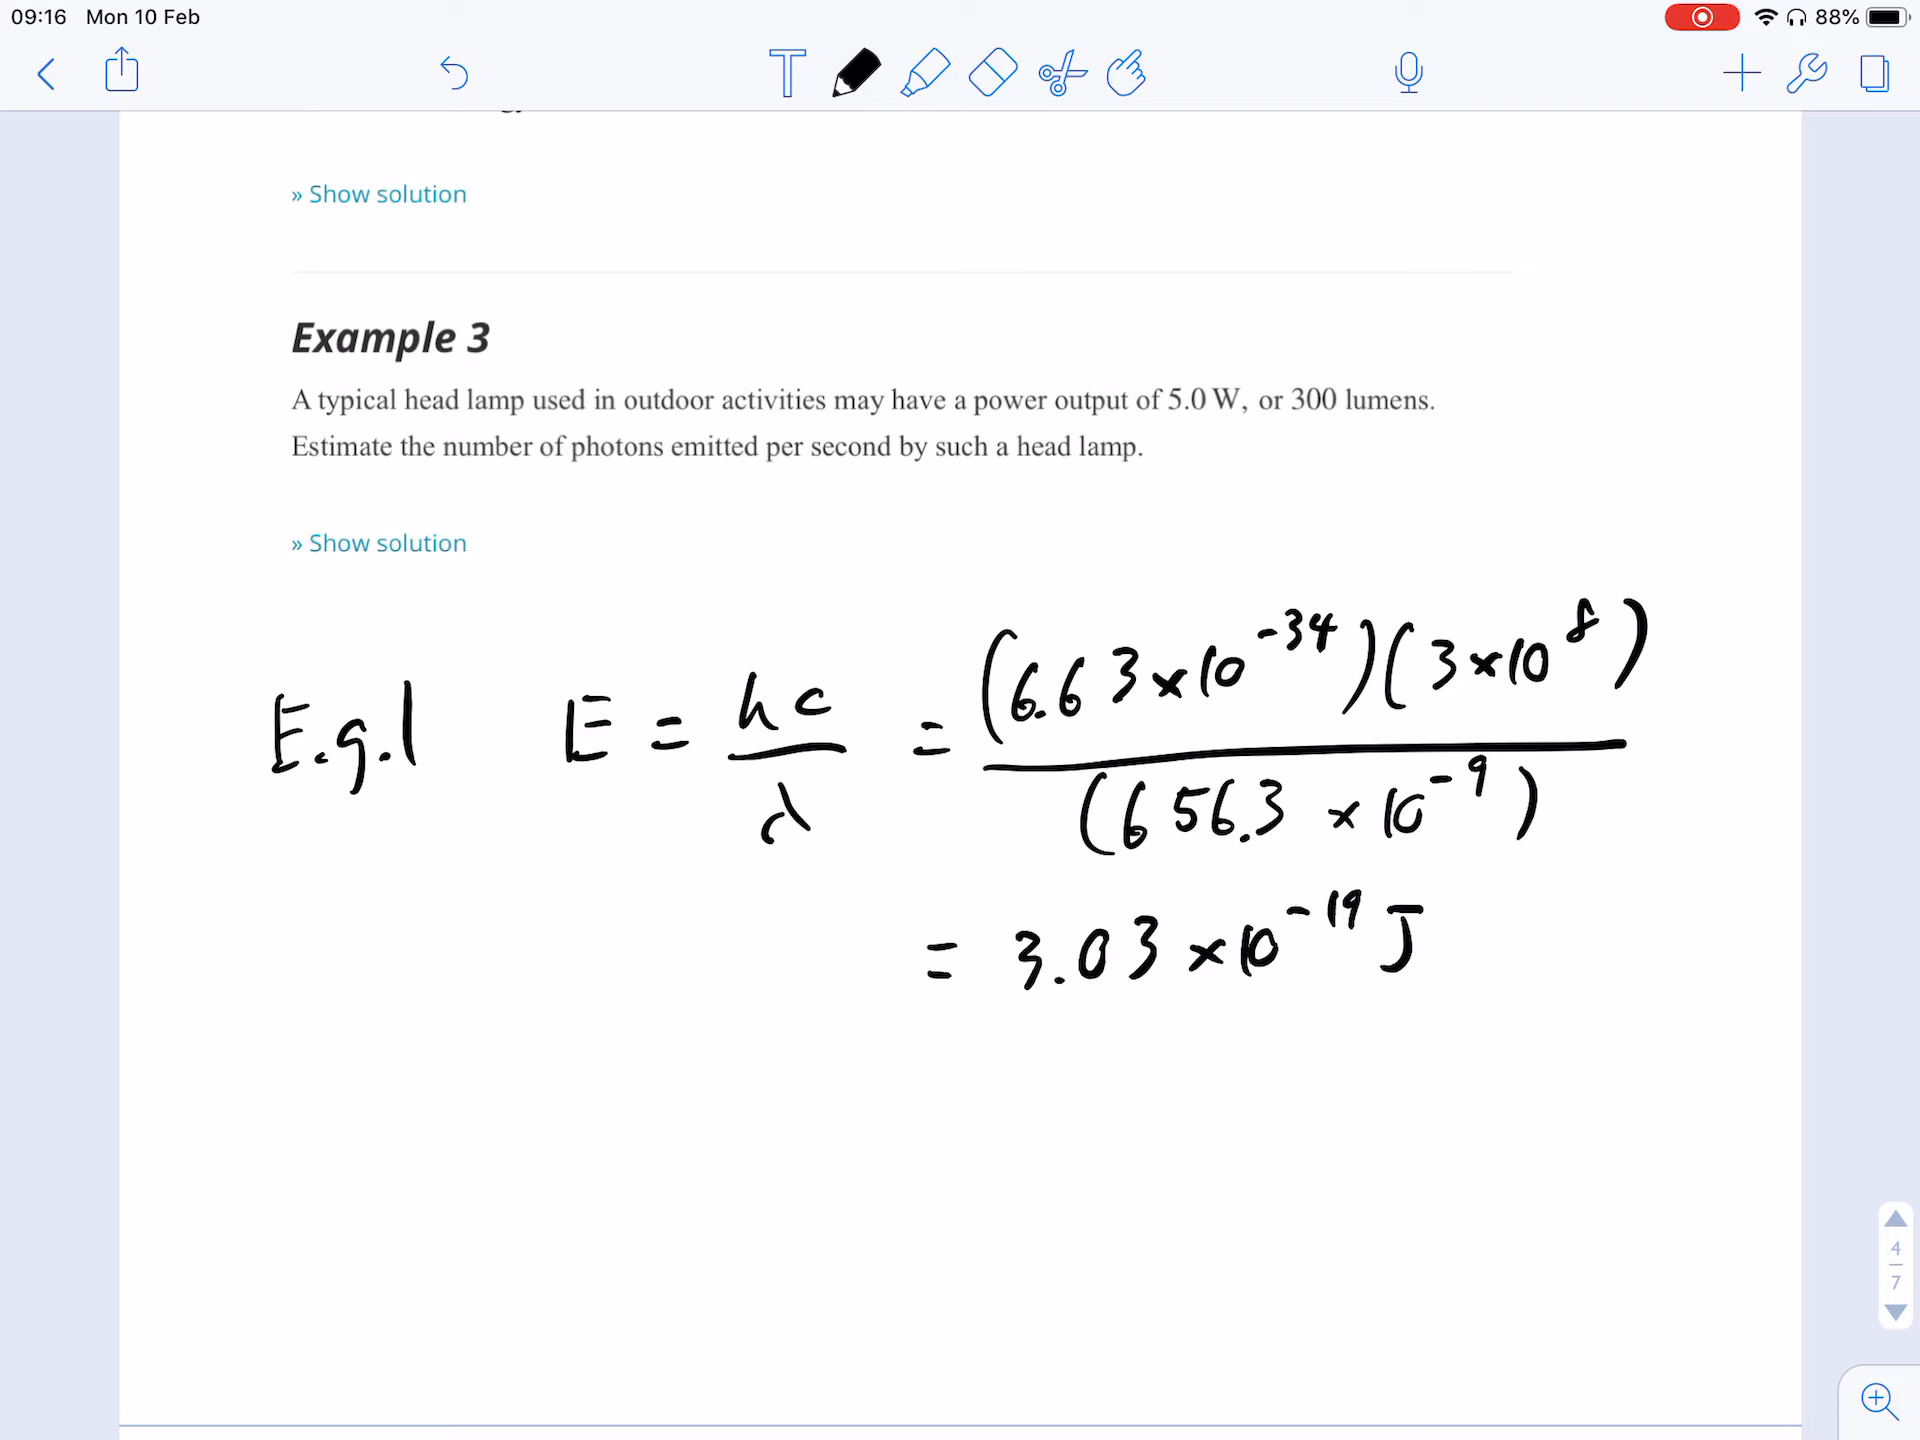 09:16 Mon 10 Feb 88%
» Show solution
Example 3
A typical head lamp used in outdoor activities may have a power output of 5.0 W, or 300 lumens.
Estimate the number of photons emitted per second by such a head lamp.
» Show solution
E.g.1 E = hc/λ = (6.63×10^-34)(3×10^8)/(656.3×10^-9)
= 3.03×10^-19 J
4
7